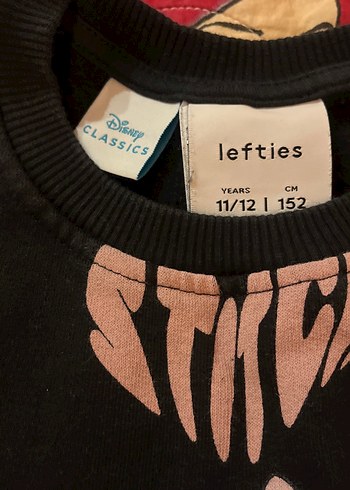 Disney
CLASSICS
lefties
YEARS CM
11/12 | 152
STITC